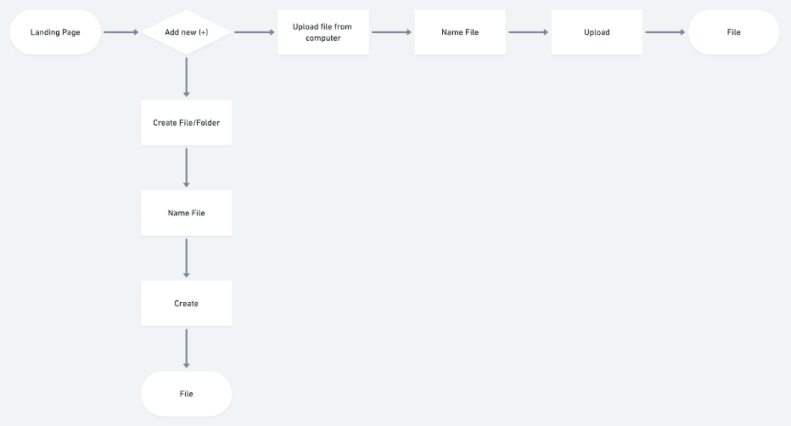 Landing Page
Add new (+)
Upload file from
computer
Name File
Upload
File
Create File/Folder
Name File
Create
File